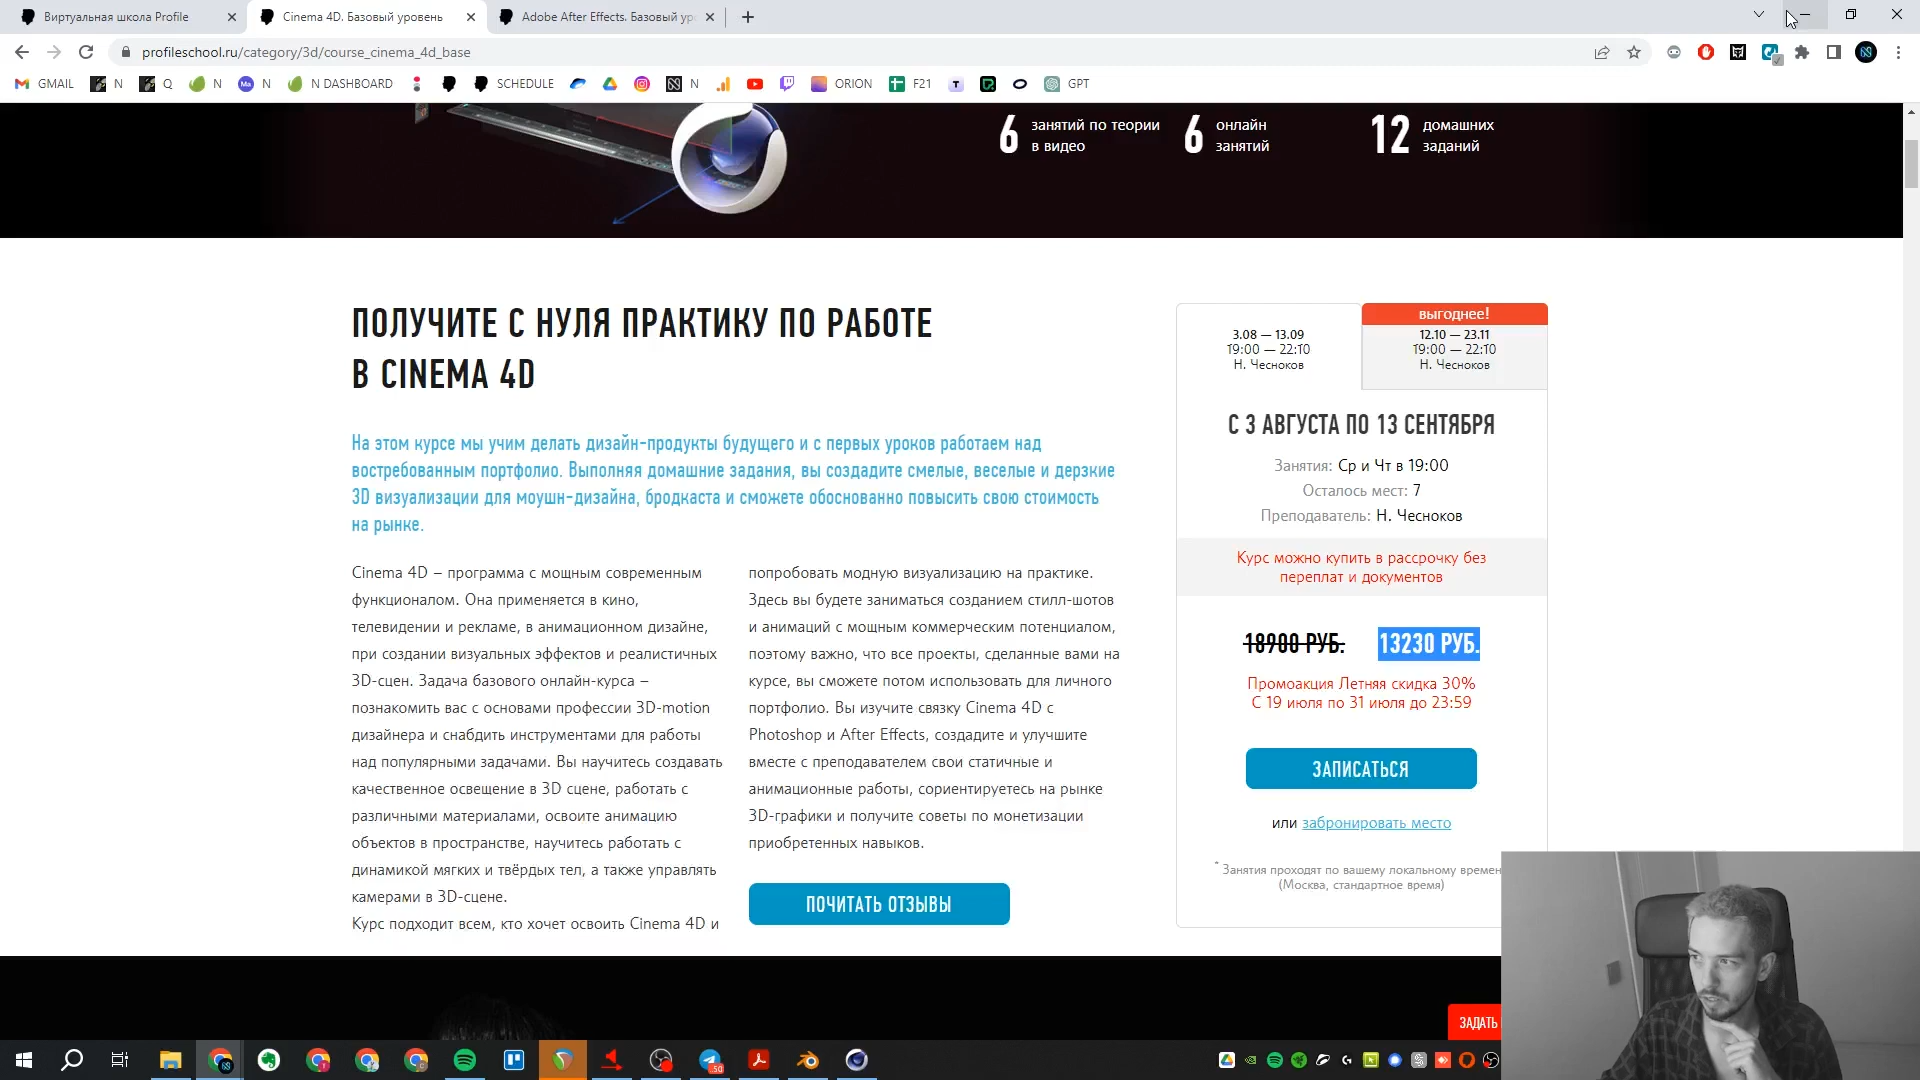 Виртуальная школа Profile
Cinema 4D. Базовый уровень
Adobe After Effects. Базовый ур
profileschool.ru/category/3d/course_cinema_4d_base
GMAIL
N
Q
N
Ma N
N DASHBOARD
SCHEDULE
N
ORION
F21
T
GPT
6 занятий по теории
в видео
6 онлайн
занятий
12 домашних
заданий
ПОЛУЧИТЕ С НУЛЯ ПРАКТИКУ ПО РАБОТЕ
В CINEMA 4D
На этом курсе мы учим делать дизайн-продукты будущего и с первых уроков работаем над
востребованным портфолио. Выполняя домашние задания, вы создадите смелые, веселые и дерзкие
3D визуализации для моушн-дизайна, бродкаста и сможете обоснованно повысить свою стоимость
на рынке.
Cinema 4D – программа с мощным современным
функционалом. Она применяется в кино,
телевидении и рекламе, в анимационном дизайне,
при создании визуальных эффектов и реалистичных
3D-сцен. Задача базового онлайн-курса –
познакомить вас с основами профессии 3D-motion
дизайнера и снабдить инструментами для работы
над популярными задачами. Вы научитесь создавать
качественное освещение в 3D сцене, работать с
различными материалами, освоите анимацию
объектов в пространстве, научитесь работать с
динамикой мягких и твёрдых тел, а также управлять
камерами в 3D-сцене.
Курс подходит всем, кто хочет освоить Cinema 4D и
попробовать модную визуализацию на практике.
Здесь вы будете заниматься созданием стилл-шотов
и анимаций с мощным коммерческим потенциалом,
поэтому важно, что все проекты, сделанные вами на
курсе, вы сможете потом использовать для личного
портфолио. Вы изучите связку Cinema 4D с
Photoshop и After Effects, создадите и улучшите
вместе с преподавателем свои статичные и
анимационные работы, сориентируетесь на рынке
3D-графики и получите советы по монетизации
приобретенных навыков.
ПОЧИТАТЬ ОТЗЫВЫ
3.08 — 13.09
19:00 — 22:10
Н. Чесноков
выгоднее!
12.10 — 23.11
19:00 — 22:10
Н. Чесноков
С 3 АВГУСТА ПО 13 СЕНТЯБРЯ
Занятия: Ср и Чт в 19:00
Осталось мест: 7
Преподаватель: Н. Чесноков
Курс можно купить в рассрочку без
переплат и документов
18900 РУБ. 13230 РУБ.
Промоакция Летняя скидка 30%
С 19 июля по 31 июля до 23:59
ЗАПИСАТЬСЯ
или забронировать место
* Занятия проходят по вашему локальному времен
(Москва, стандартное время)
ЗАДАТЬ
50